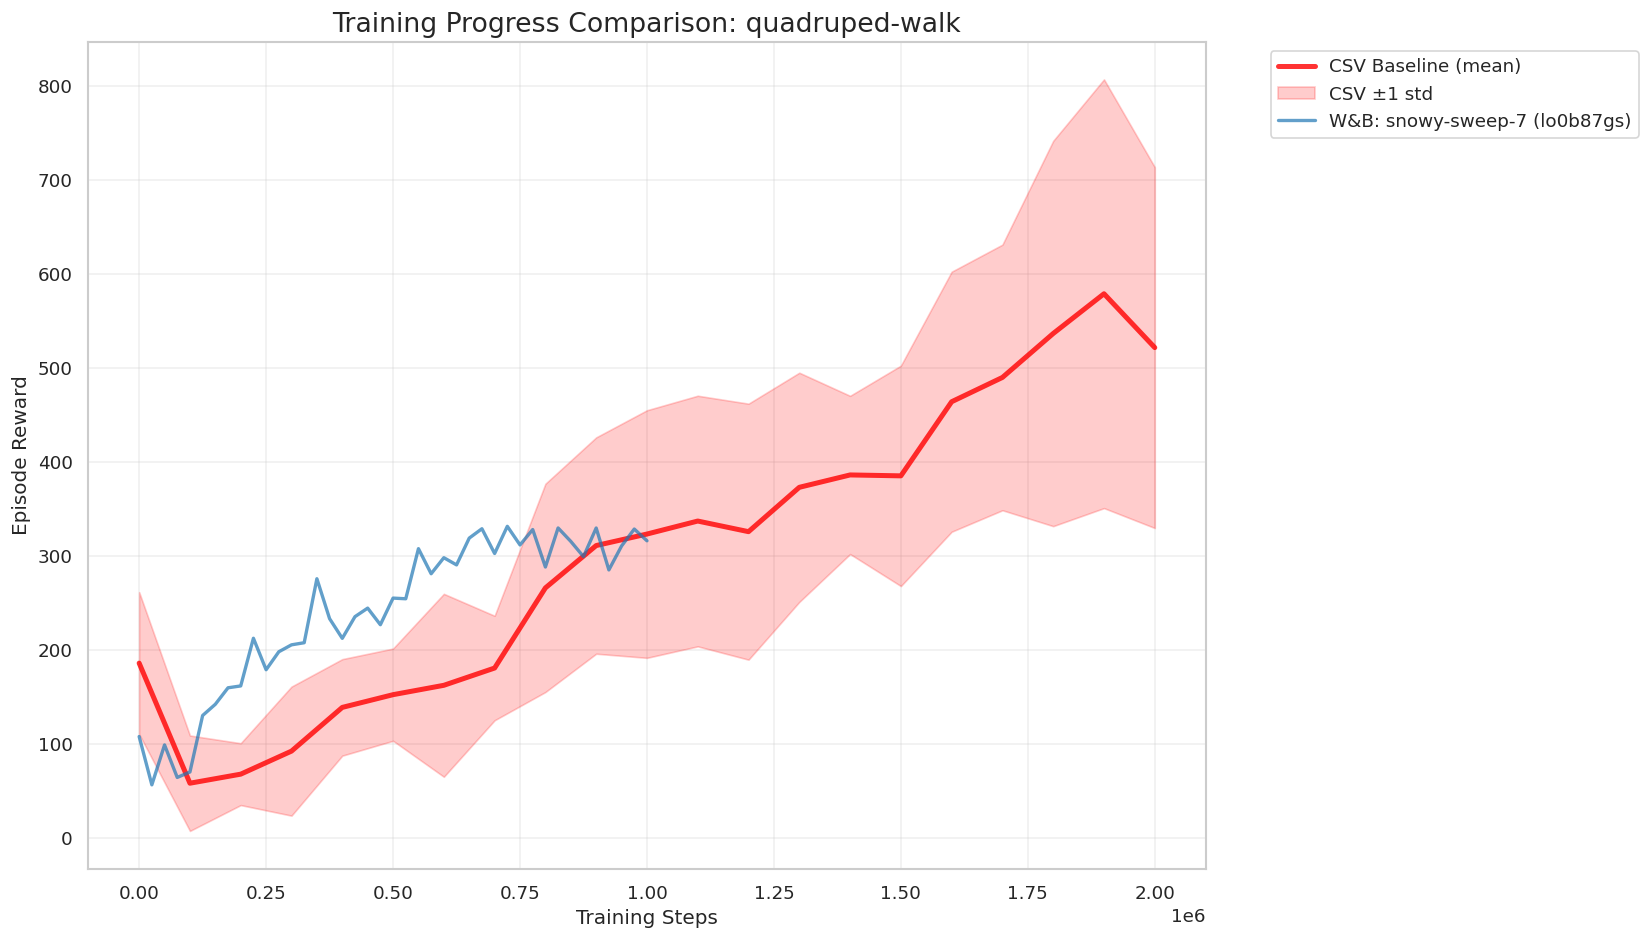 Training Progress Comparison: quadruped-walk
CSV Baseline (mean)
CSV ±1 std
W&B: snowy-sweep-7 (lo0b87gs)
Episode Reward
800
700
600
500
400
300
200
100
0
0.00 0.25 0.50 0.75 1.00 1.25 1.50 1.75 2.00
1e6
Training Steps